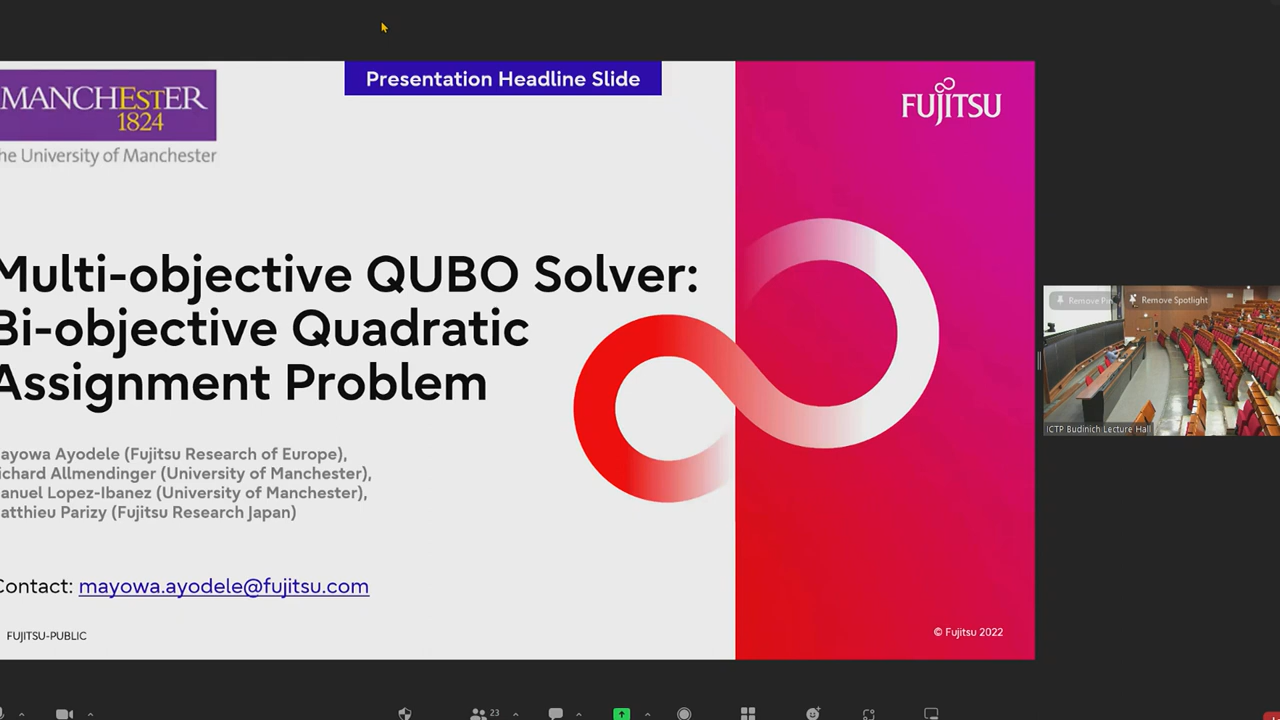 Presentation Headline Slide
MANCHEstER
1824
he University of Manchester
FUJITSU
Multi-objective QUBO Solver:
Bi-objective Quadratic
Assignment Problem
ayowa Ayodele (Fujitsu Research of Europe),
ichard Allmendinger (University of Manchester),
anuel Lopez-Ibanez (University of Manchester),
atthieu Parizy (Fujitsu Research Japan)
Contact: mayowa.ayodele@fujitsu.com
FUJITSU-PUBLIC
© Fujitsu 2022
Remove Pin
Remove Spotlight
ICTP Budinich Lecture Hall
23